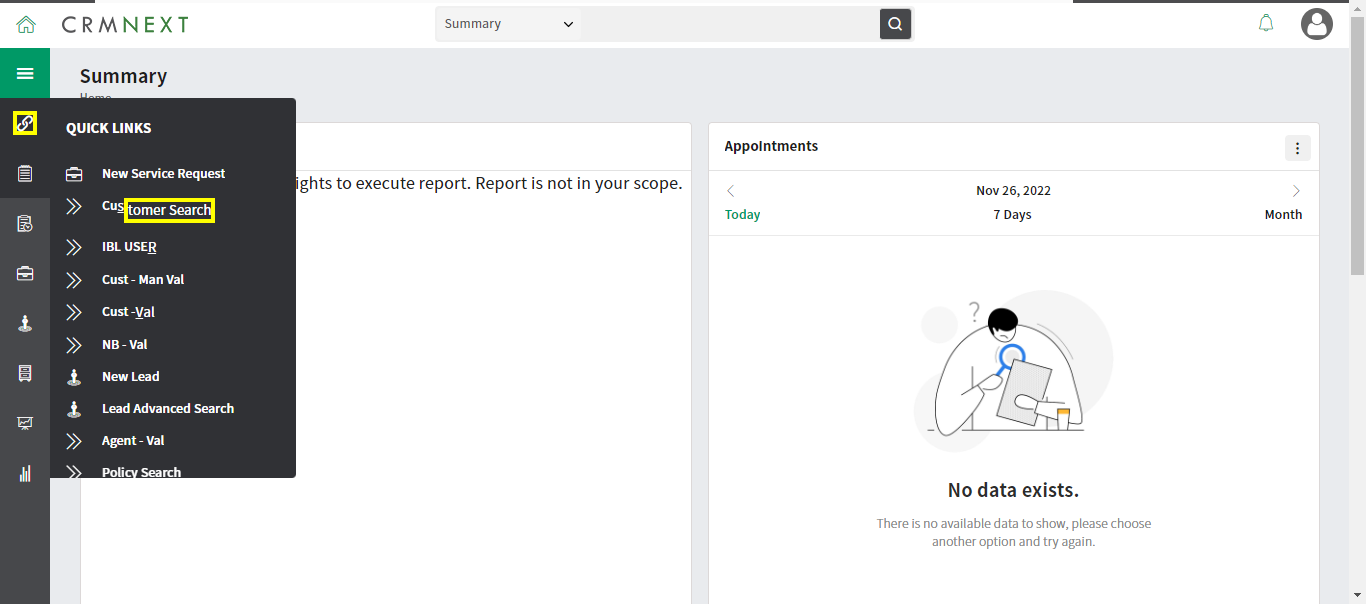 CRMNEXT
Summary
Summary
Home
QUICK LINKS
New Service Request
Customer Search
IBL USER
Cust - Man Val
Cust -Val
NB - Val
New Lead
Lead Advanced Search
Agent - Val
Policy Search
ights to execute report. Report is not in your scope.
Appointments
Nov 26, 2022
Today 7 Days Month
?
No data exists.
There is no available data to show, please choose
another option and try again.